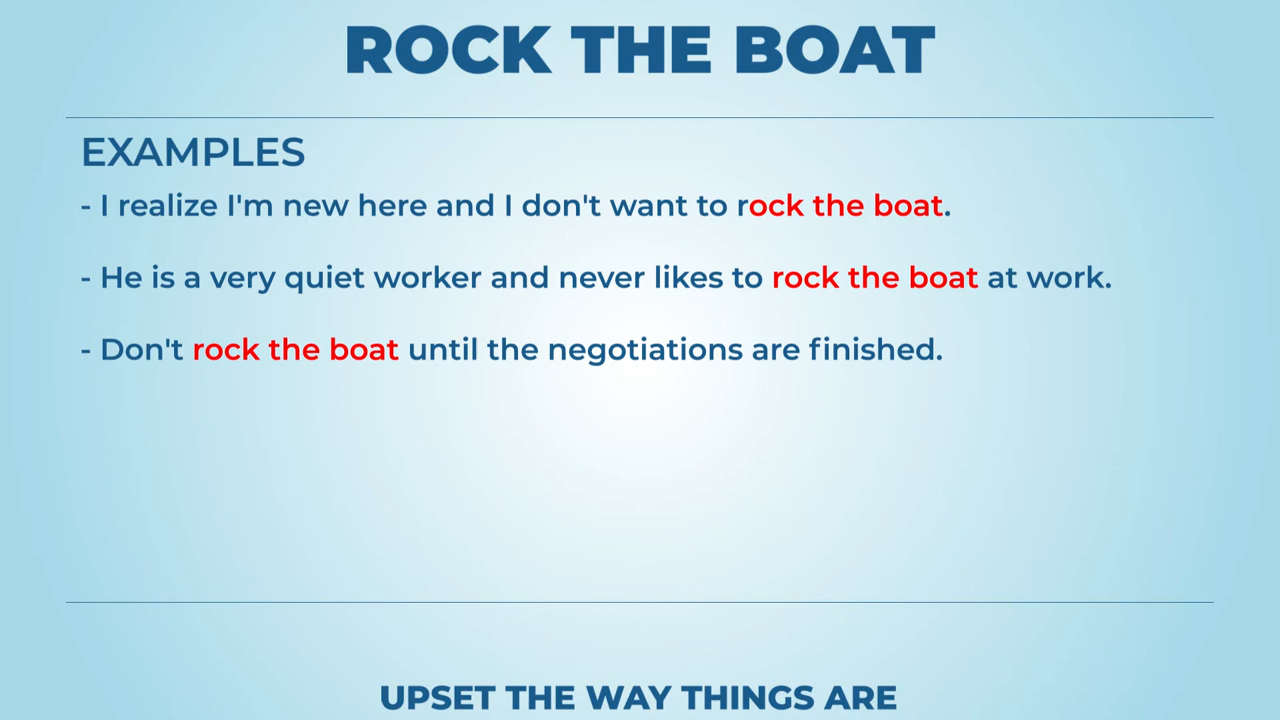 ROCK THE BOAT
EXAMPLES
- I realize I'm new here and I don't want to rock the boat.
- He is a very quiet worker and never likes to rock the boat at work.
- Don't rock the boat until the negotiations are finished.
UPSET THE WAY THINGS ARE